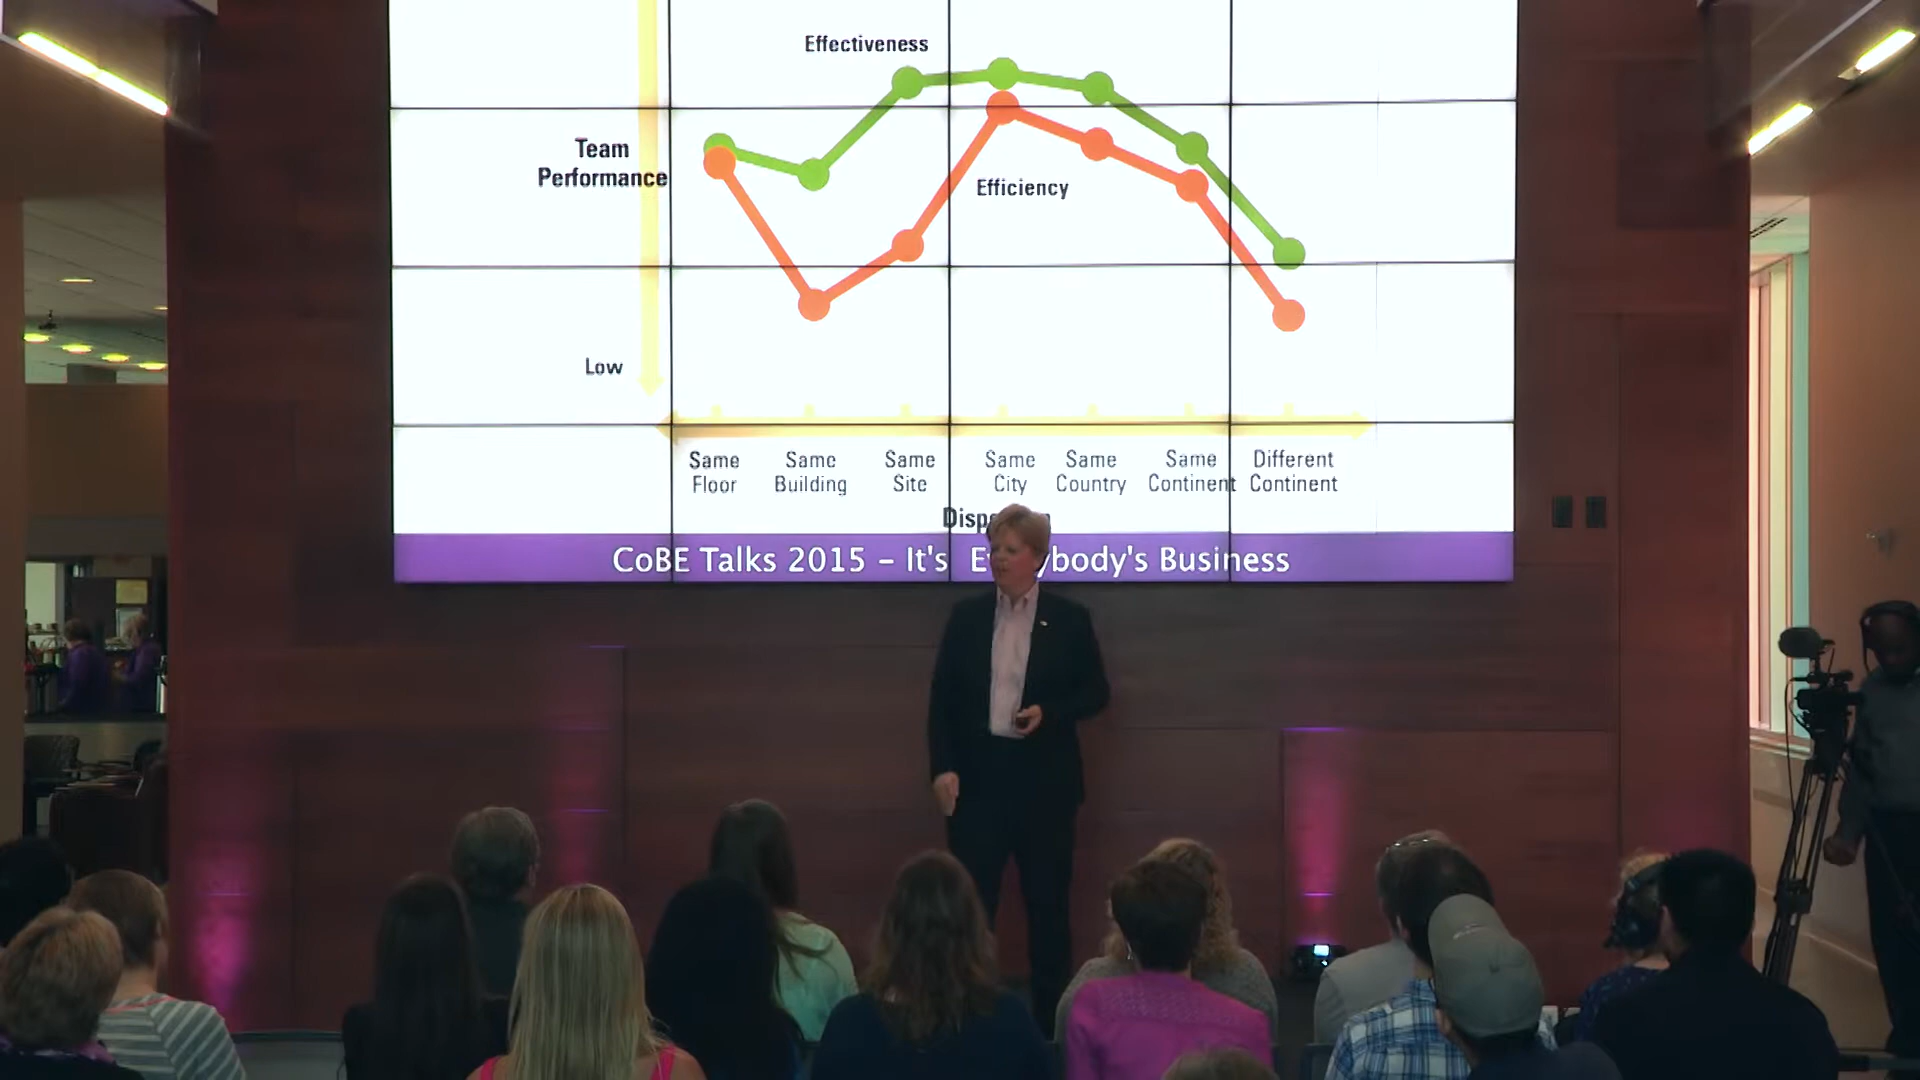 Effectiveness
Team
Performance
Efficiency
Low
Same Floor
Same Building
Same Site
Same City
Same Country
Same Continent
Different Continent
CoBE Talks 2015 – It's Everybody's Business